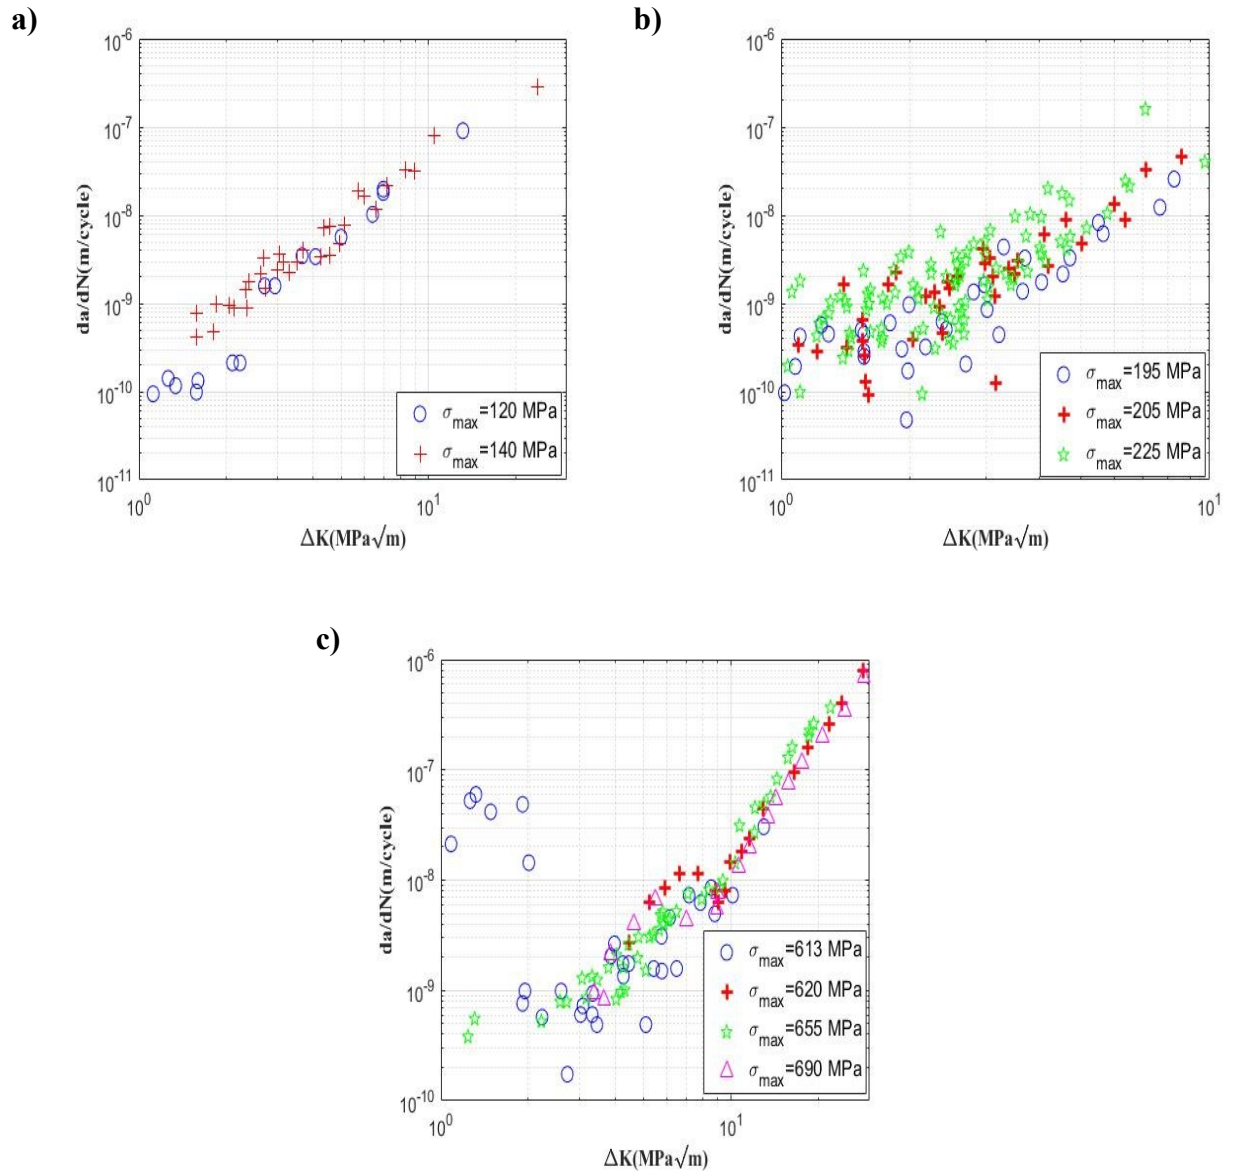 a)
10^-6
10^-7
10^-8
10^-9
10^-10
10^-11
da/dN(m/cycle)
σmax=120 MPa
σmax=140 MPa
10^0
10^1
ΔK(MPa√m)
b)
10^-6
10^-7
10^-8
10^-9
10^-10
10^-11
da/dN(m/cycle)
σmax=195 MPa
σmax=205 MPa
σmax=225 MPa
10^0
10^1
ΔK(MPa√m)
c)
10^-6
10^-7
10^-8
10^-9
10^-10
da/dN(m/cycle)
σmax=613 MPa
σmax=620 MPa
σmax=655 MPa
σmax=690 MPa
10^0
10^1
ΔK(MPa√m)